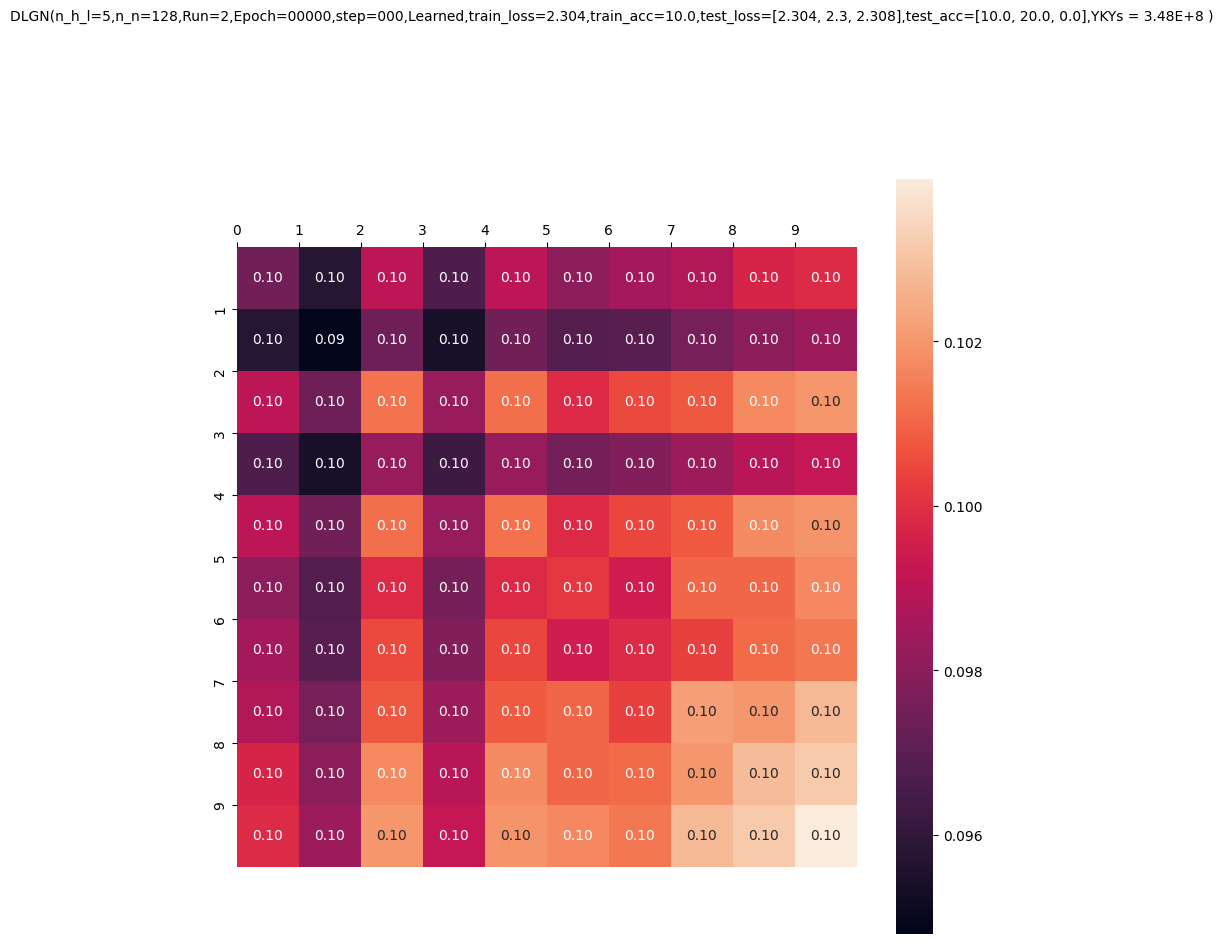 DLGN(n_h_l=5,n_n=128,Run=2,Epoch=00000,step=000,Learned,train_loss=2.304,train_acc=10.0,test_loss=[2.304, 2.3, 2.308],test_acc=[10.0, 20.0, 0.0],YKYs = 3.48E+8 )
0 1 2 3 4 5 6 7 8 9
0.10 0.10 0.10 0.10 0.10 0.10 0.10 0.10 0.10 0.10
1
0.10 0.09 0.10 0.10 0.10 0.10 0.10 0.10 0.10 0.10
0.102
2
0.10 0.10 0.10 0.10 0.10 0.10 0.10 0.10 0.10 0.10
3
0.10 0.10 0.10 0.10 0.10 0.10 0.10 0.10 0.10 0.10
4
0.100
0.10 0.10 0.10 0.10 0.10 0.10 0.10 0.10 0.10 0.10
5
0.10 0.10 0.10 0.10 0.10 0.10 0.10 0.10 0.10 0.10
6
0.10 0.10 0.10 0.10 0.10 0.10 0.10 0.10 0.10 0.10
0.098
7
0.10 0.10 0.10 0.10 0.10 0.10 0.10 0.10 0.10 0.10
8
0.10 0.10 0.10 0.10 0.10 0.10 0.10 0.10 0.10 0.10
9
0.10 0.10 0.10 0.10 0.10 0.10 0.10 0.10 0.10 0.10
0.096